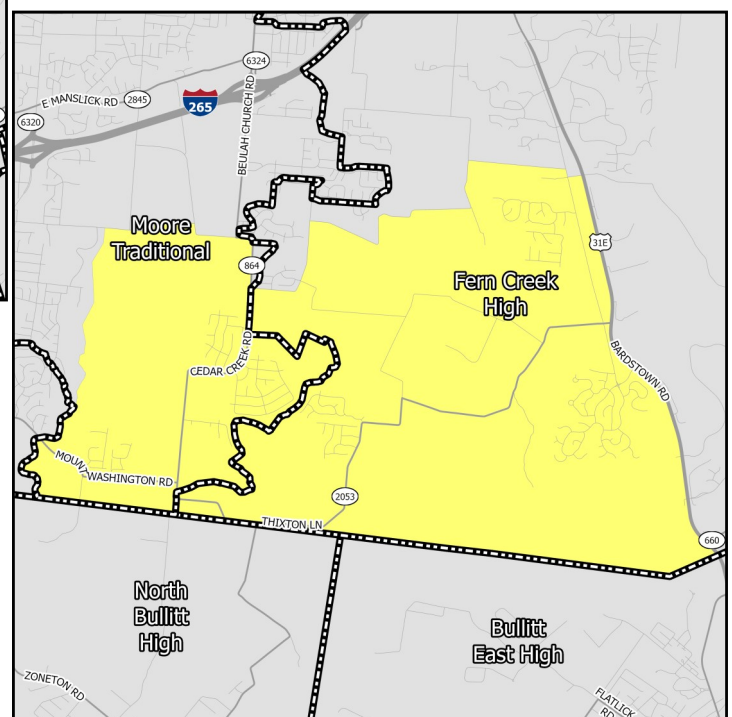 6324
E MANSLICK RD
2845
265
6320
BEULAH CHURCH RD
Moore
Traditional
31E
864
Fern Creek
High
BARDSTOWN RD
CEDAR CREEK RD
MOUNT WASHINGTON RD
2053
THIXTON LN
660
North
Bullitt
High
Bullitt
East High
ZONETON RD
FLATLICK
RD